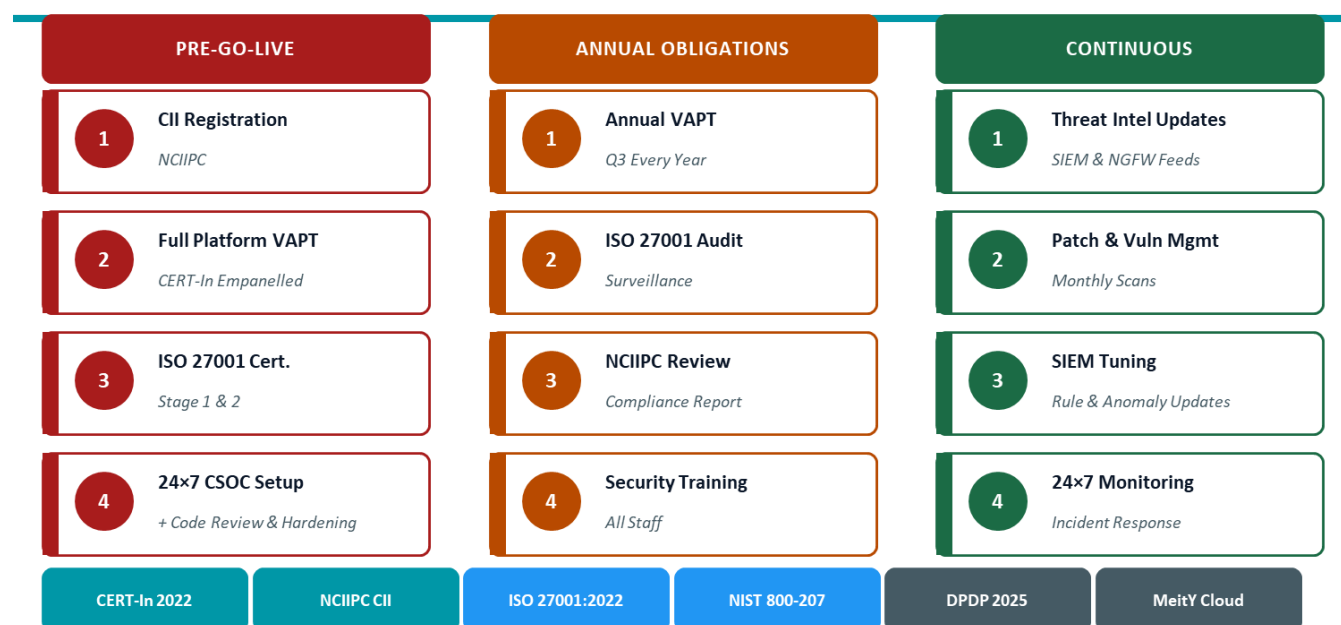 PRE-GO-LIVE
1
CII Registration
NCIIPC
2
Full Platform VAPT
CERT-In Empanelled
3
ISO 27001 Cert.
Stage 1 & 2
4
24×7 CSOC Setup
+ Code Review & Hardening
ANNUAL OBLIGATIONS
1
Annual VAPT
Q3 Every Year
2
ISO 27001 Audit
Surveillance
3
NCIIPC Review
Compliance Report
4
Security Training
All Staff
CONTINUOUS
1
Threat Intel Updates
SIEM & NGFW Feeds
2
Patch & Vuln Mgmt
Monthly Scans
3
SIEM Tuning
Rule & Anomaly Updates
4
24×7 Monitoring
Incident Response
CERT-In 2022
NCIIPC CII
ISO 27001:2022
NIST 800-207
DPDP 2025
MeitY Cloud